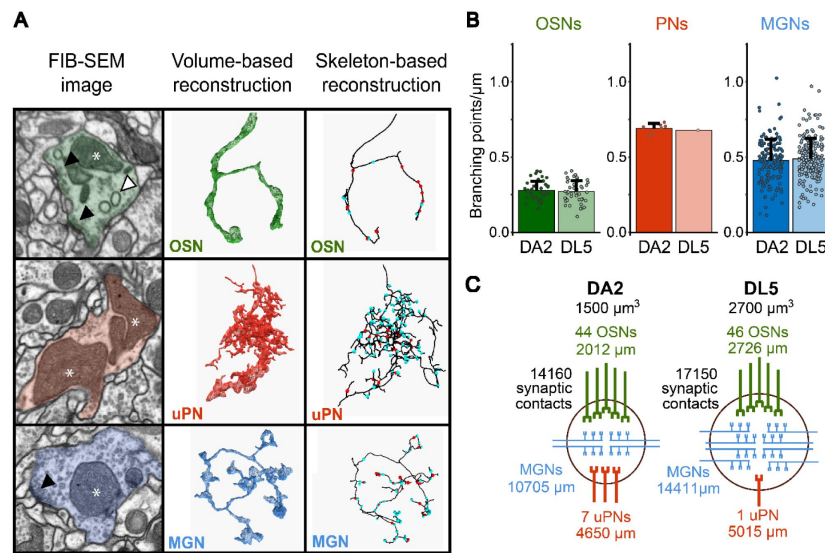 A
FIB-SEM
image
Volume-based
reconstruction
Skeleton-based
reconstruction
*
OSN
OSN
*
*
uPN
uPN
*
MGN
MGN
B
OSNs
PNs
MGNs
Branching points/µm
1.0
0.5
0.0
DA2 DL5
1.0
0.5
0.0
DA2 DL5
1.0
0.5
0.0
DA2 DL5
C
DA2
1500 µm³
44 OSNs
2012 µm
14160
synaptic
contacts
MGNs
10705 µm
7 uPNs
4650 µm
DL5
2700 µm³
46 OSNs
2726 µm
17150
synaptic
contacts
MGNs
14411µm
1 uPN
5015 µm